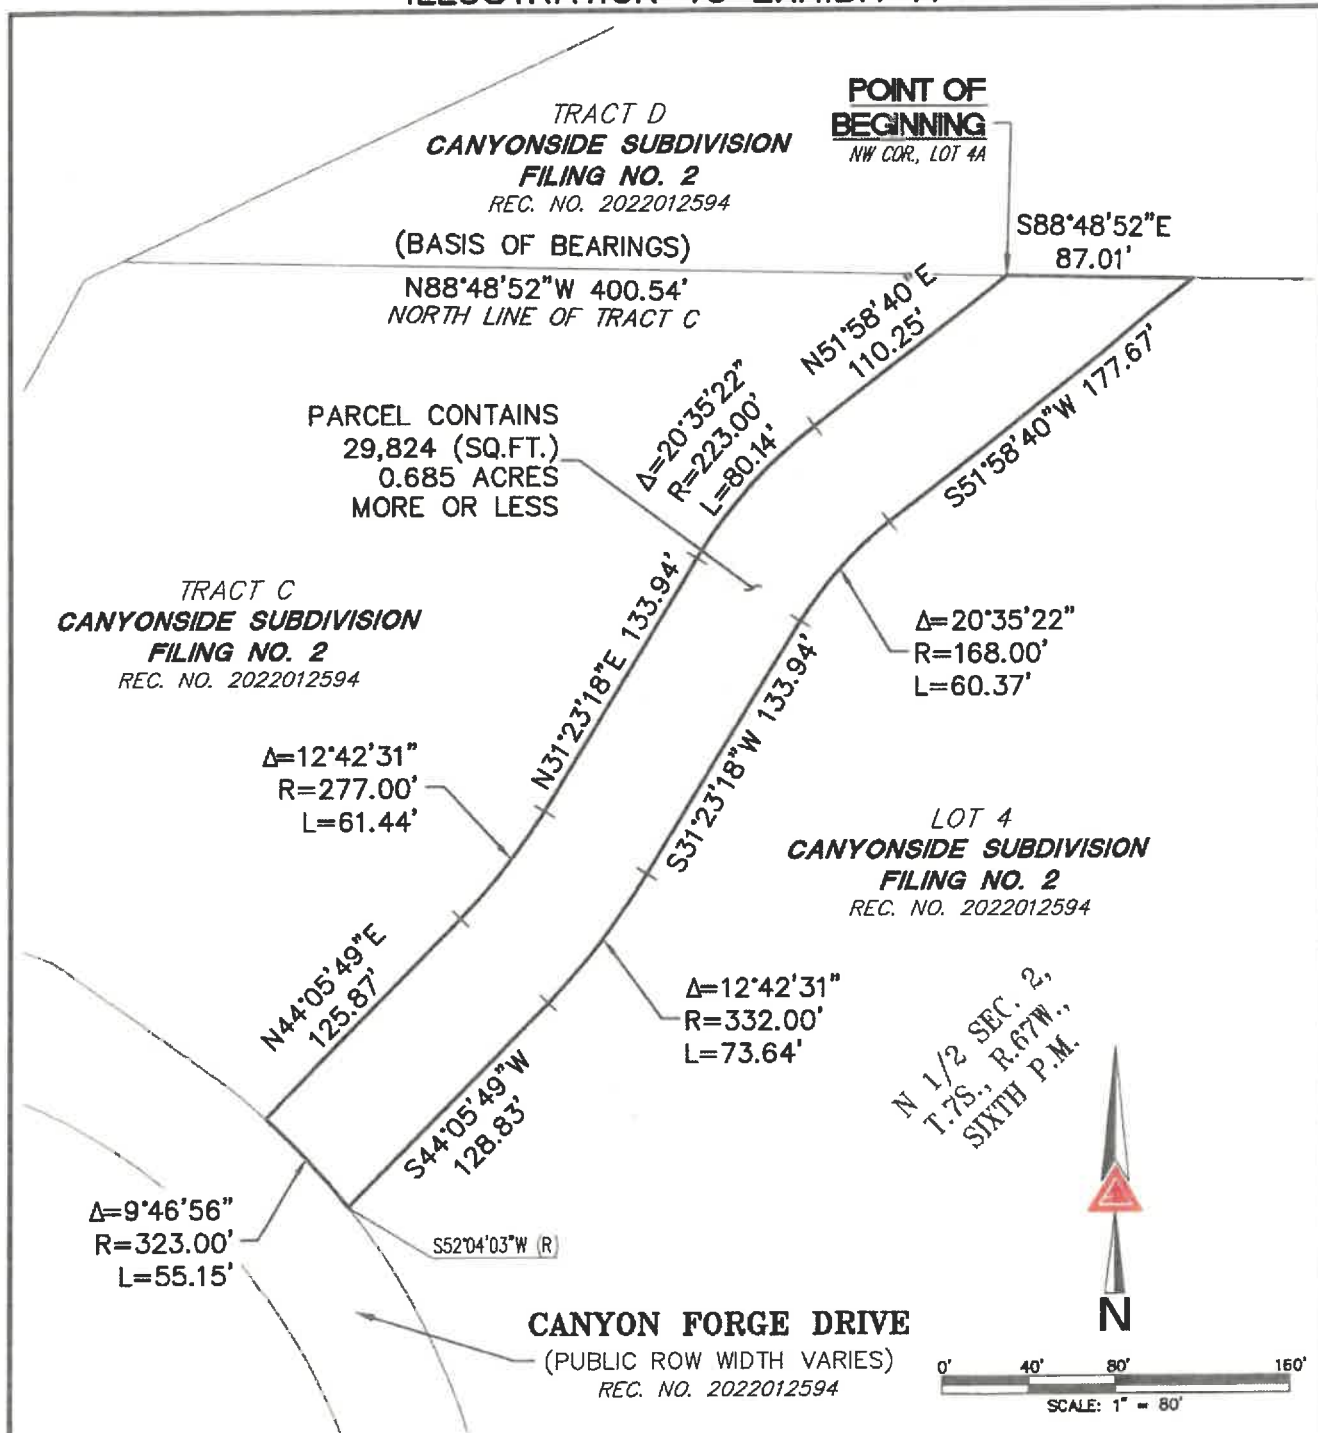 ILLUSTRATION TO EXHIBIT A
POINT OF
BEGINNING
NW COR., LOT 4A
TRACT D
CANYONSIDE SUBDIVISION
FILING NO. 2
REC. NO. 2022012594
(BASIS OF BEARINGS)
N88°48'52"W 400.54'
NORTH LINE OF TRACT C
S88°48'52"E
87.01'
N51°58'40"E
110.25'
S51°58'40"W 177.67'
Δ=20°35'22"
R=223.00'
L=80.14'
PARCEL CONTAINS
29,824 (SQ.FT.)
0.685 ACRES
MORE OR LESS
TRACT C
CANYONSIDE SUBDIVISION
FILING NO. 2
REC. NO. 2022012594
N31°23'18"E 133.94'
S31°23'18"W 133.94'
Δ=20°35'22"
R=168.00'
L=60.37'
Δ=12°42'31"
R=277.00'
L=61.44'
LOT 4
CANYONSIDE SUBDIVISION
FILING NO. 2
REC. NO. 2022012594
N44°05'49"E
125.87'
S44°05'49"W
128.83'
Δ=12°42'31"
R=332.00'
L=73.64'
N 1/2 SEC. 2,
T.7S., R.67W.,
SIXTH P.M.
Δ=9°46'56"
R=323.00'
L=55.15'
S52°04'03"W (R)
CANYON FORGE DRIVE
(PUBLIC ROW WIDTH VARIES)
REC. NO. 2022012594
N
0' 40' 80' 160'
SCALE: 1" = 80'